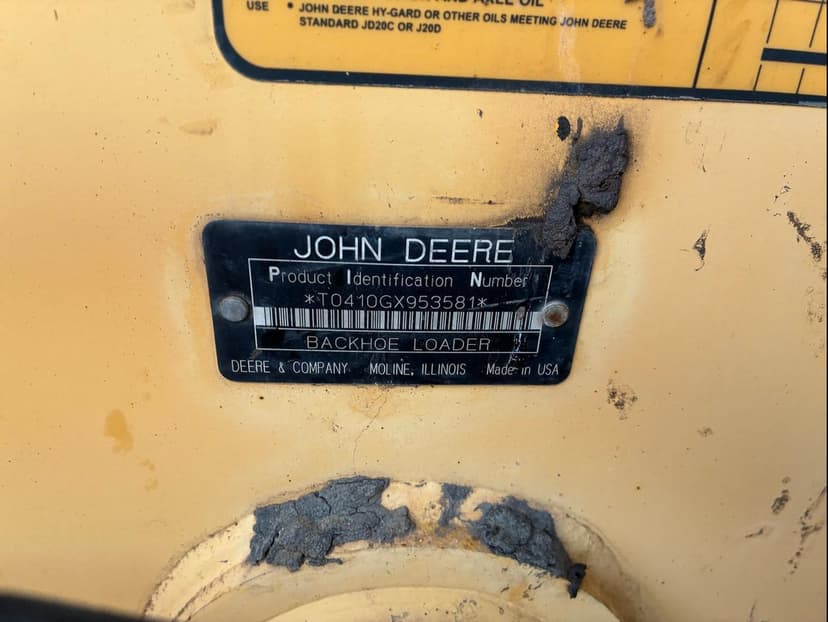 USE • JOHN DEERE HY-GARD OR OTHER OILS MEETING JOHN DEERE
STANDARD JD20C OR J20D
JOHN DEERE
Product Identification Number
*T0410GX953581*
BACKHOE LOADER
DEERE & COMPANY MOLINE, ILLINOIS Made in USA